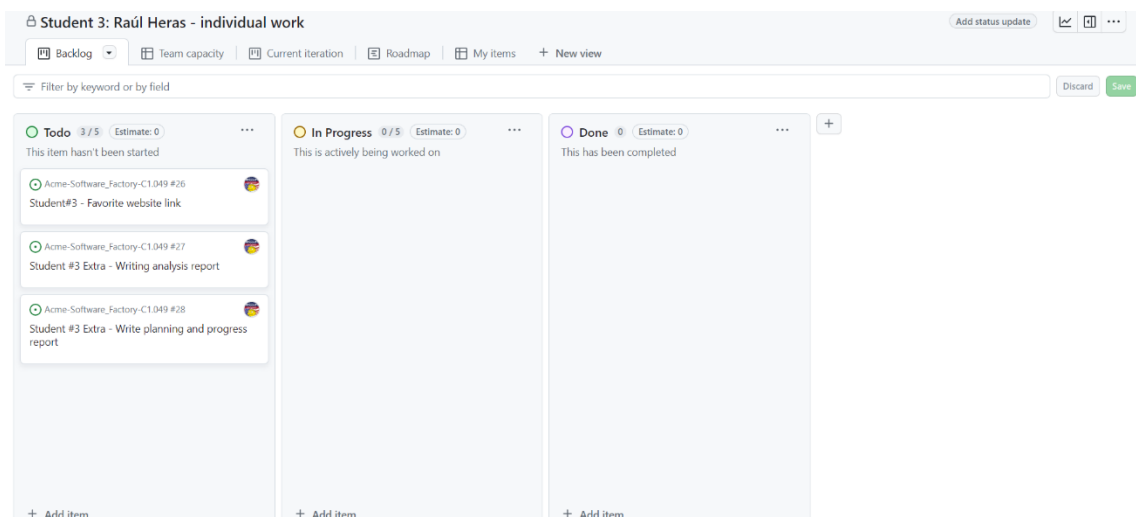 Student 3: Raúl Heras - individual work
Add status update
Backlog
Team capacity
Current iteration
Roadmap
My items
+ New view
Filter by keyword or by field
Discard
Save
Todo 3 / 5 Estimate: 0
This item hasn't been started
Acme-Software_Factory-C1.049 #26
Student#3 - Favorite website link
Acme-Software_Factory-C1.049 #27
Student #3 Extra - Writing analysis report
Acme-Software_Factory-C1.049 #28
Student #3 Extra - Write planning and progress
report
+ Add item
In Progress 0 / 5 Estimate: 0
This is actively being worked on
+ Add item
Done 0 Estimate: 0
This has been completed
+ Add item